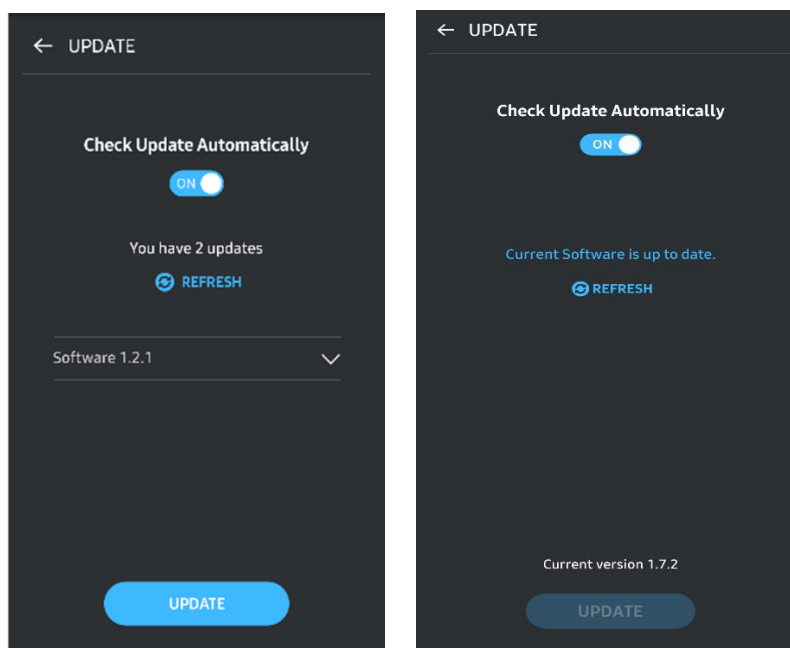 UPDATE
Check Update Automatically
ON
You have 2 updates
REFRESH
Software 1.2.1
UPDATE
UPDATE
Check Update Automatically
ON
Current Software is up to date.
REFRESH
Current version 1.7.2
UPDATE